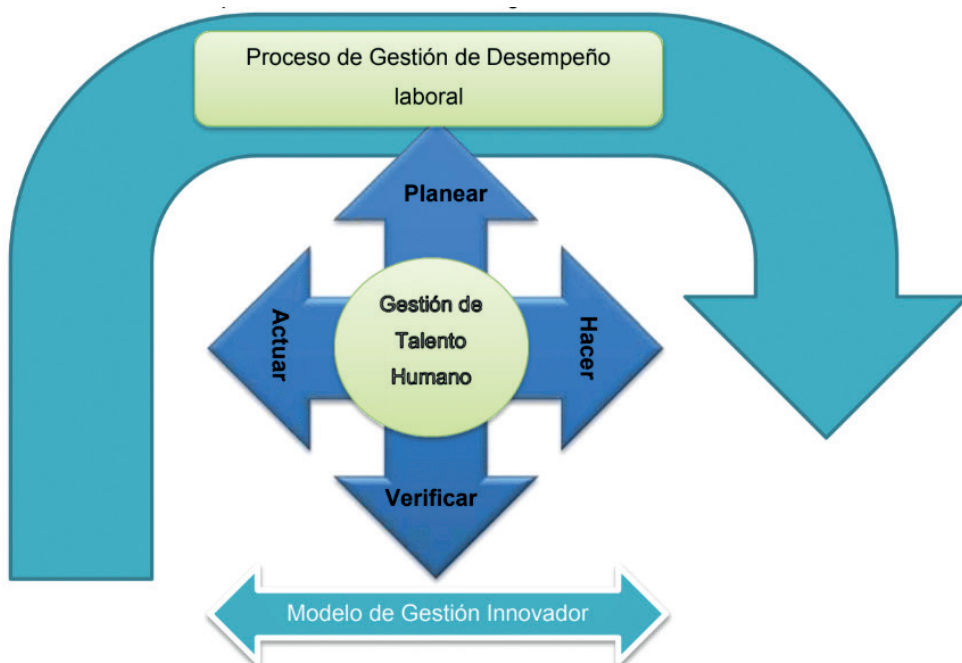 Proceso de Gestión de Desempeño
laboral
Planear
Actuar
Gestión de
Talento
Humano
Hacer
Verificar
Modelo de Gestión Innovador